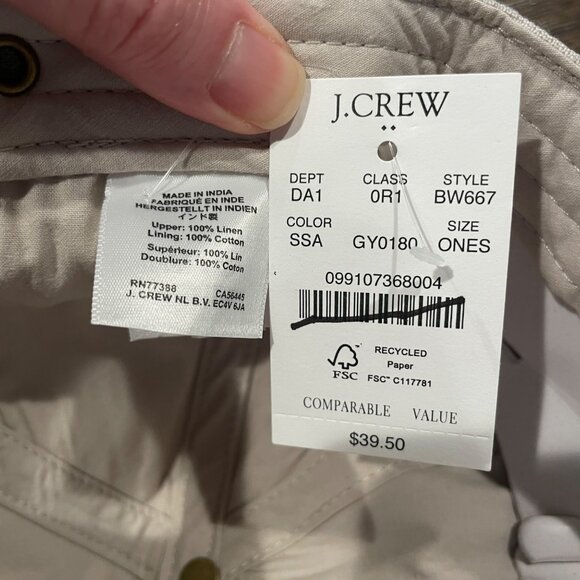 J.CREW
DEPT CLASS STYLE
DA1 0R1 BW667
COLOR SIZE
SSA GY0180 ONES
099107368004
FSC
RECYCLED
Paper
FSC™ C117781
COMPARABLE VALUE
$39.50
MADE IN INDIA
FABRIQUÉ EN INDE
HERGESTELLT IN INDIEN
インド製
Upper: 100% Linen
Lining: 100% Cotton
Supérieur: 100% Lin
Doublure: 100% Coton
RN77388 CA56445
J. CREW NL B.V. EC4V 6JA